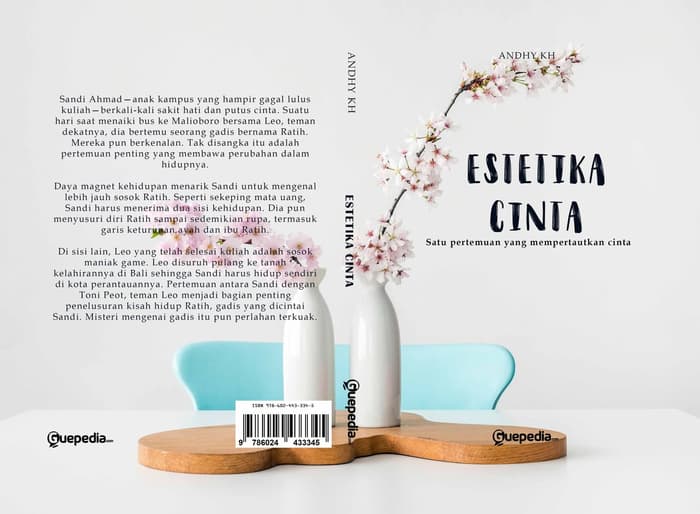 Sandi Ahmad—anak kampus yang hampir gagal lulus
kuliah—berkali-kali sakit hati dan putus cinta. Suatu
hari saat menaiki bus ke Malioboro bersama Leo, teman
dekatnya, dia bertemu seorang gadis bernama Ratih.
Mereka pun berkenalan. Tak disangka itu adalah
pertemuan penting yang membawa perubahan dalam
hidupnya.
Daya magnet kehidupan menarik Sandi untuk mengenal
lebih jauh sosok Ratih. Seperti sekeping mata uang,
Sandi harus menerima dua sisi kehidupan. Dia pun
menyusuri diri Ratih sampai sedemikian rupa, termasuk
garis keturunan ayah dan ibu Ratih.
Di sisi lain, Leo yang telah selesai kuliah adalah sosok
maniak game. Leo disuruh pulang ke tanah
kelahirannya di Bali sehingga Sandi harus hidup sendiri
di kota perantauannya. Pertemuan antara Sandi dengan
Toni Peot, teman Leo menjadi bagian penting
penelusuran kisah hidup Ratih, gadis yang dicintai
Sandi. Misteri mengenai gadis itu pun perlahan terkuak.
Guepedia.com
ISBN 978-602-443-334-5
9 786024 433345
ANDHY KH
ESTETIKA CINTA
Guepedia
ANDHY KH
ESTETIKA
CINTA
Satu pertemuan yang mempertautkan cinta
Guepedia.com